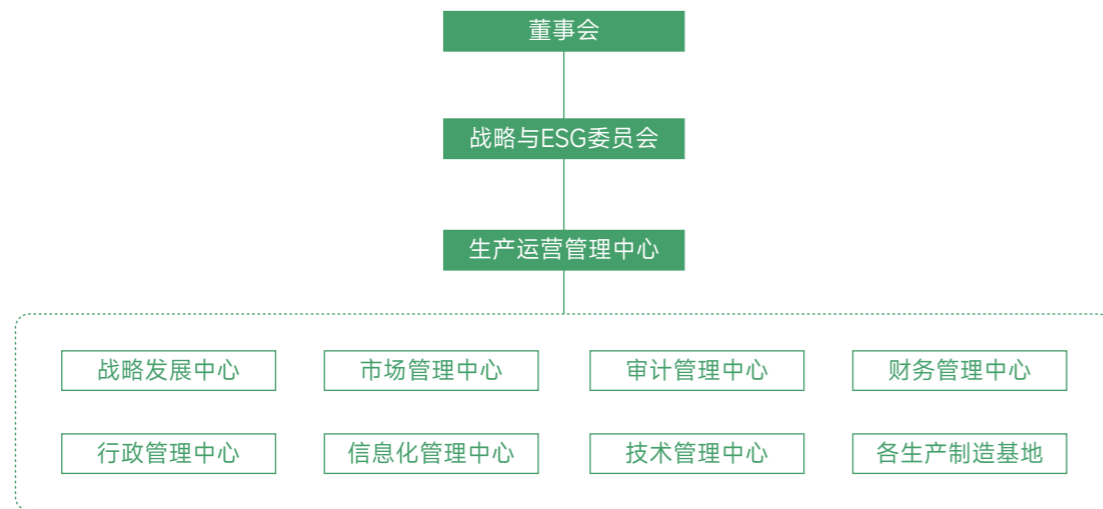 董事会
战略与ESG委员会
生产运营管理中心
战略发展中心
市场管理中心
审计管理中心
财务管理中心
行政管理中心
信息化管理中心
技术管理中心
各生产制造基地